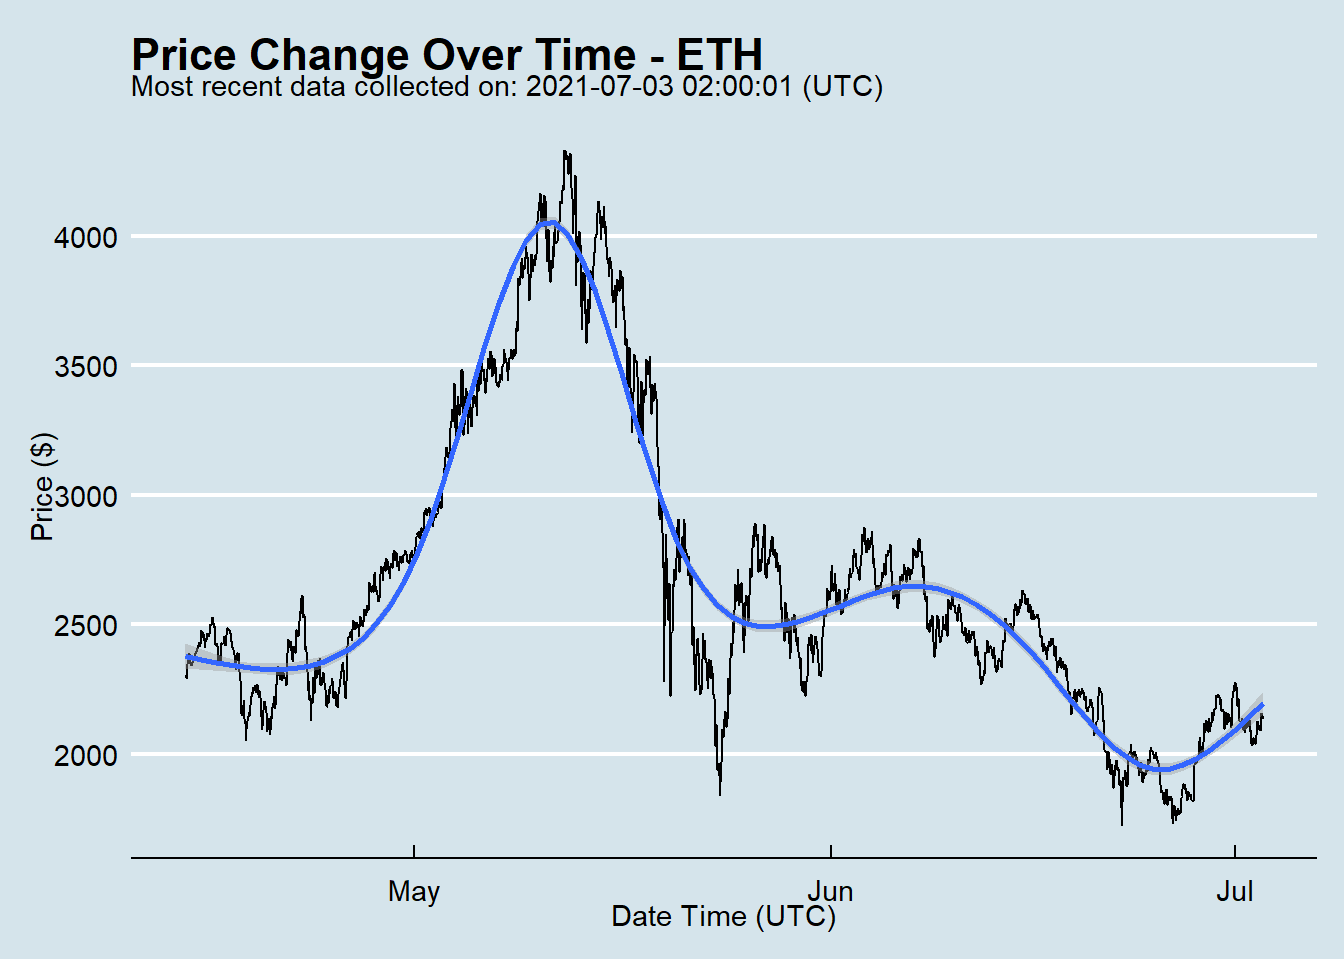 Price Change Over Time - ETH
Most recent data collected on: 2021-07-03 02:00:01 (UTC)
Price ($)
4000
3500
3000
2500
2000
May
Jun
Jul
Date Time (UTC)